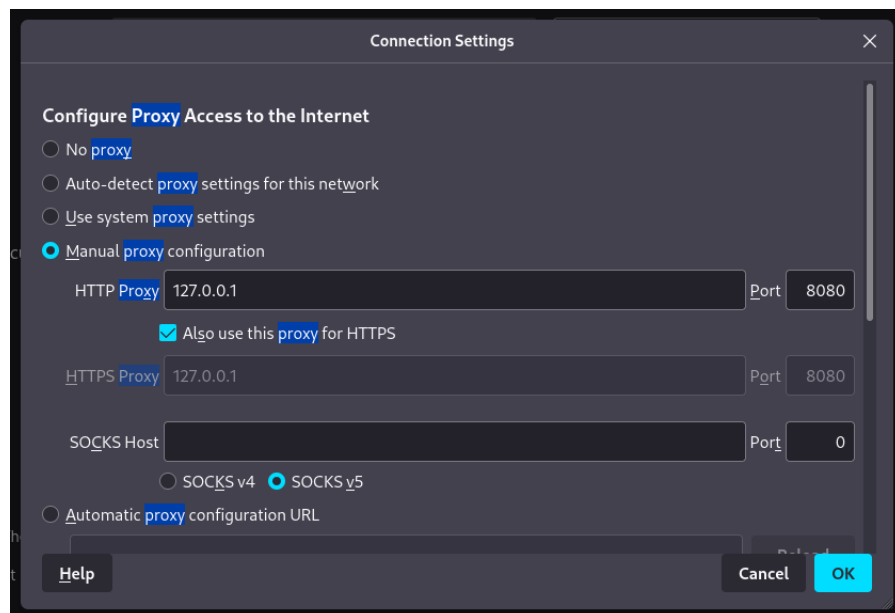 Connection Settings
Configure Proxy Access to the Internet
No proxy
Auto-detect proxy settings for this network
Use system proxy settings
Manual proxy configuration
HTTP Proxy 127.0.0.1 Port 8080
Also use this proxy for HTTPS
HTTPS Proxy 127.0.0.1 Port 8080
SOCKS Host Port 0
SOCKS v4 SOCKS v5
Automatic proxy configuration URL
Help Cancel OK